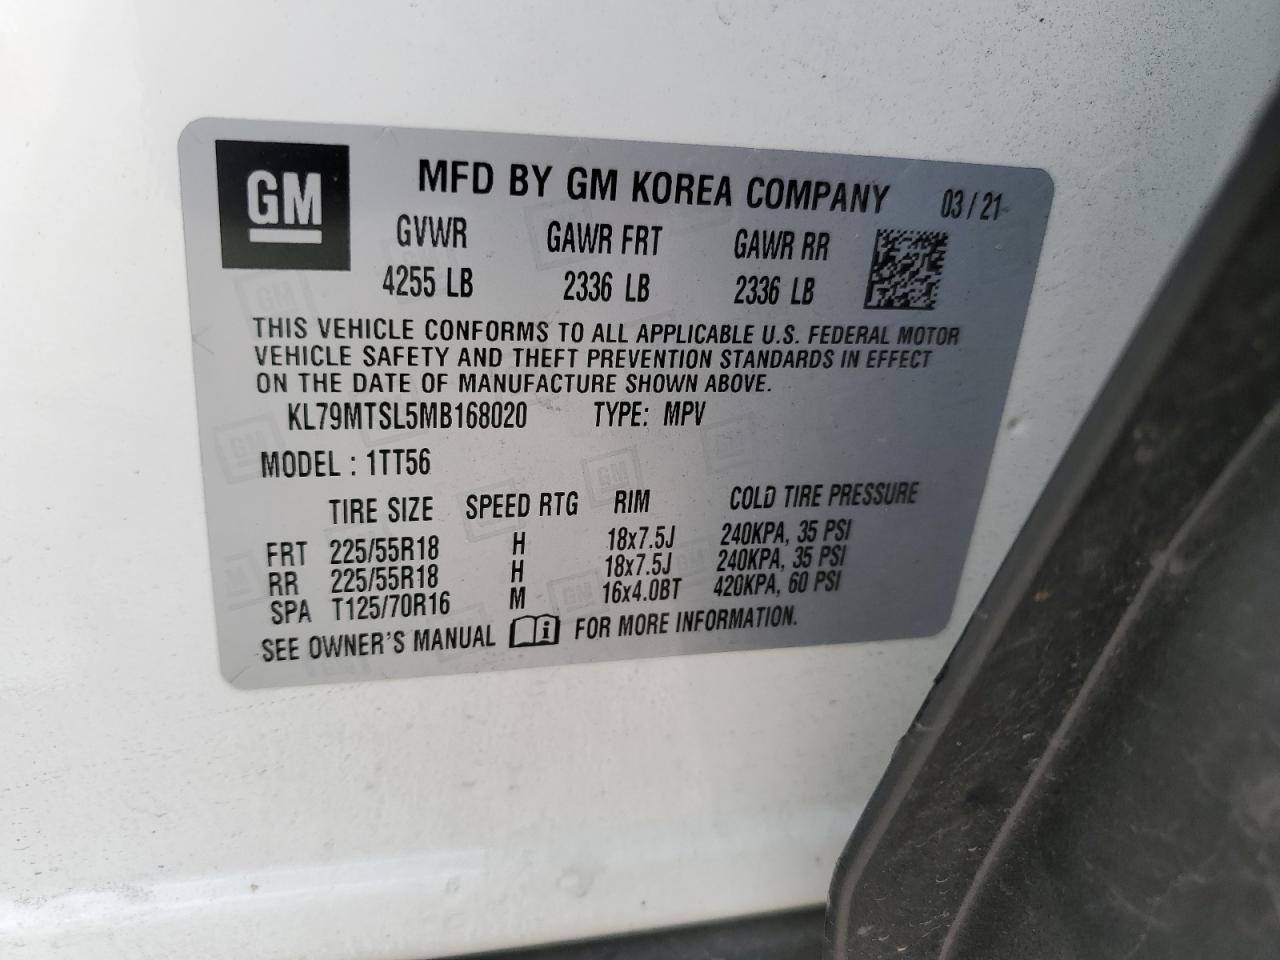 GM
MFD BY GM KOREA COMPANY 03/21
GVWR GAWR FRT GAWR RR
4255 LB 2336 LB 2336 LB
THIS VEHICLE CONFORMS TO ALL APPLICABLE U.S. FEDERAL MOTOR
VEHICLE SAFETY AND THEFT PREVENTION STANDARDS IN EFFECT
ON THE DATE OF MANUFACTURE SHOWN ABOVE.
KL79MTSL5MB168020 TYPE: MPV
MODEL : 1TT56
TIRE SIZE SPEED RTG RIM COLD TIRE PRESSURE
FRT 225/55R18 H 18x7.5J 240KPA, 35 PSI
RR 225/55R18 H 18x7.5J 240KPA, 35 PSI
SPA T125/70R16 M 16x4.0BT 420KPA, 60 PSI
SEE OWNER'S MANUAL FOR MORE INFORMATION.